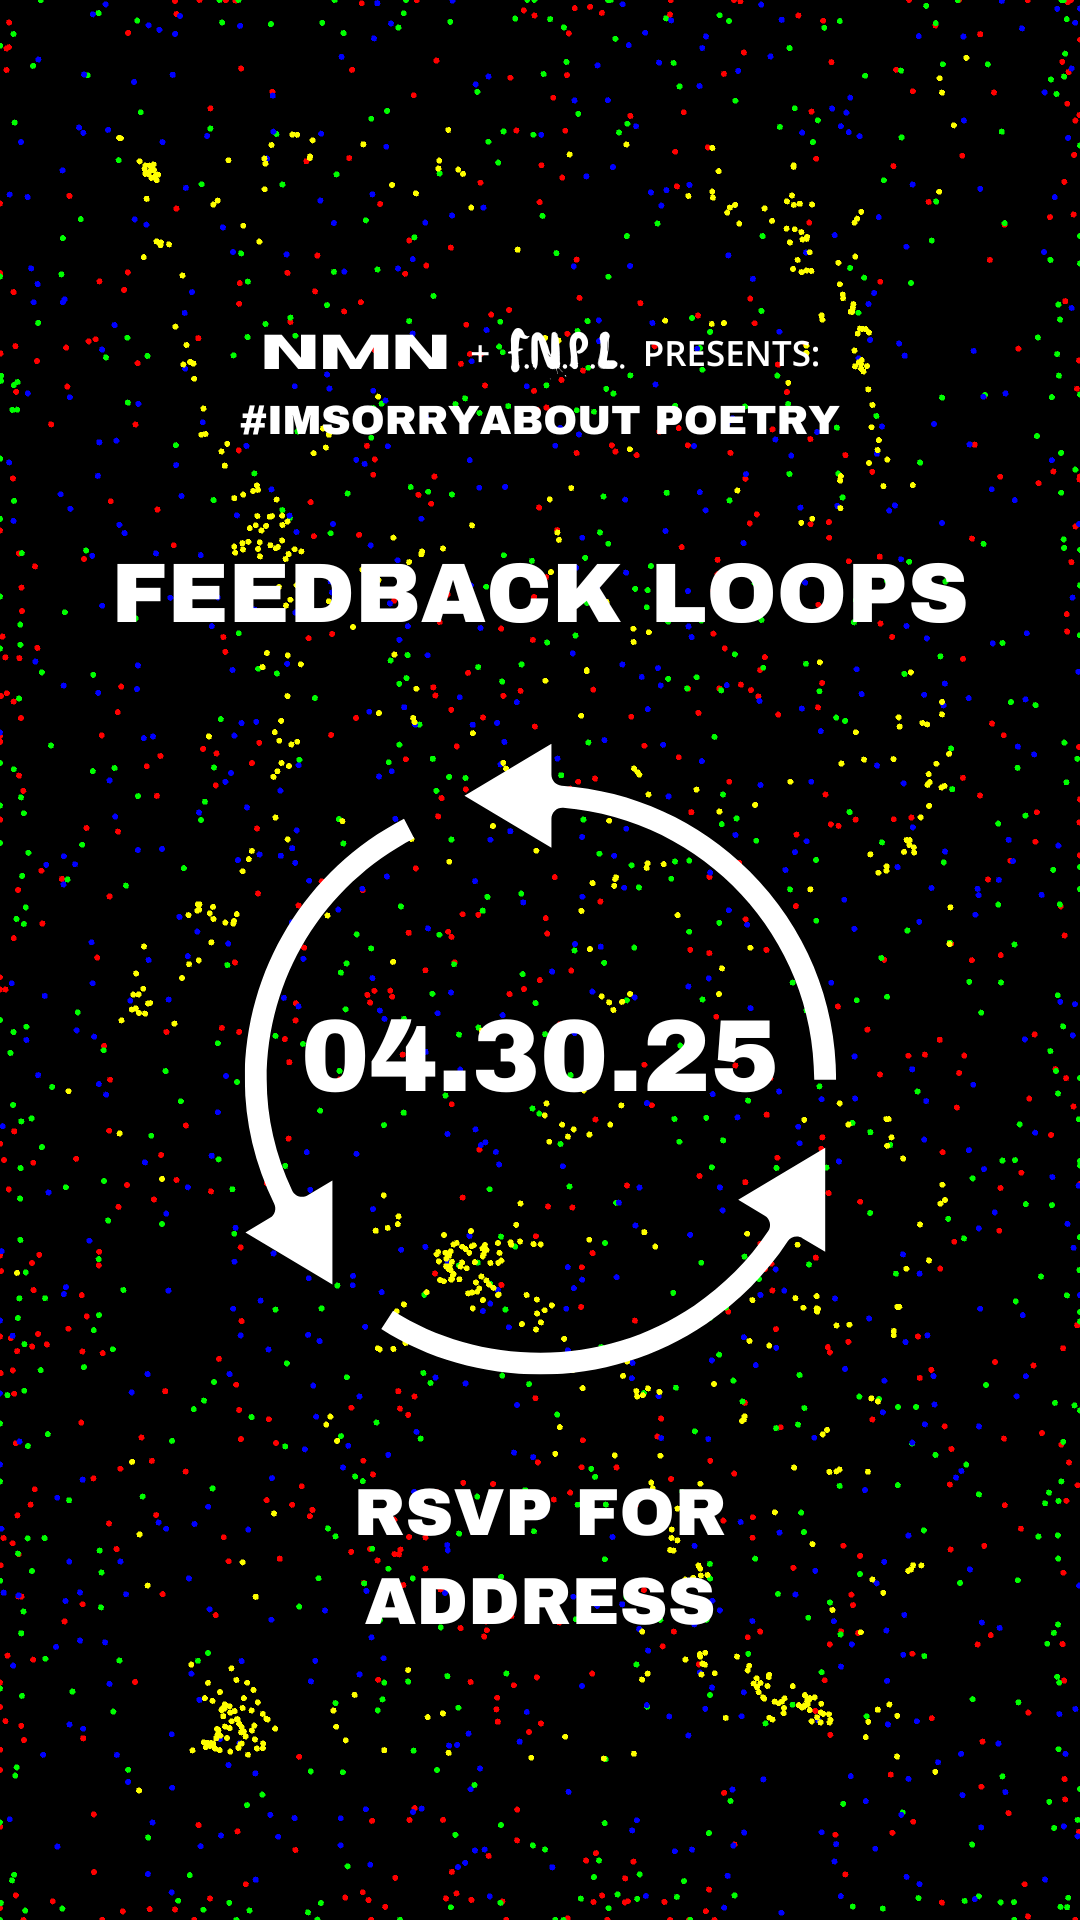 NMN + f.N.P.L. PRESENTS:
#IMSORRYABOUT POETRY
FEEDBACK LOOPS
04.30.25
RSVP FOR
ADDRESS